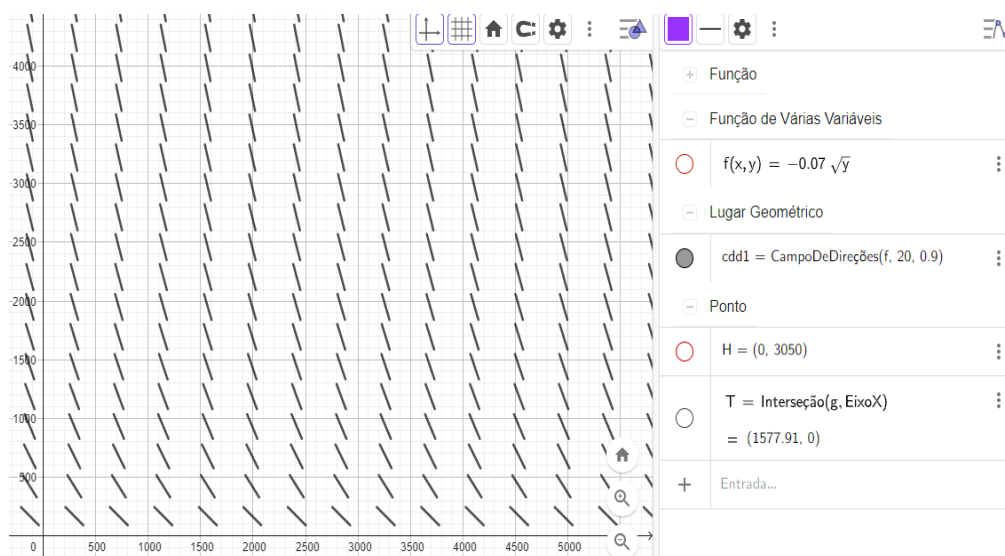 4000
3500
3000
2500
2000
1500
1000
500
0 500 1000 1500 2000 2500 3000 3500 4000 4500 5000
Função
Função de Várias Variáveis
f(x, y) = −0.07 √y
Lugar Geométrico
cdd1 = CampoDeDireções(f, 20, 0.9)
Ponto
H = (0, 3050)
T = Interseção(g, EixoX)
= (1577.91, 0)
Entrada...